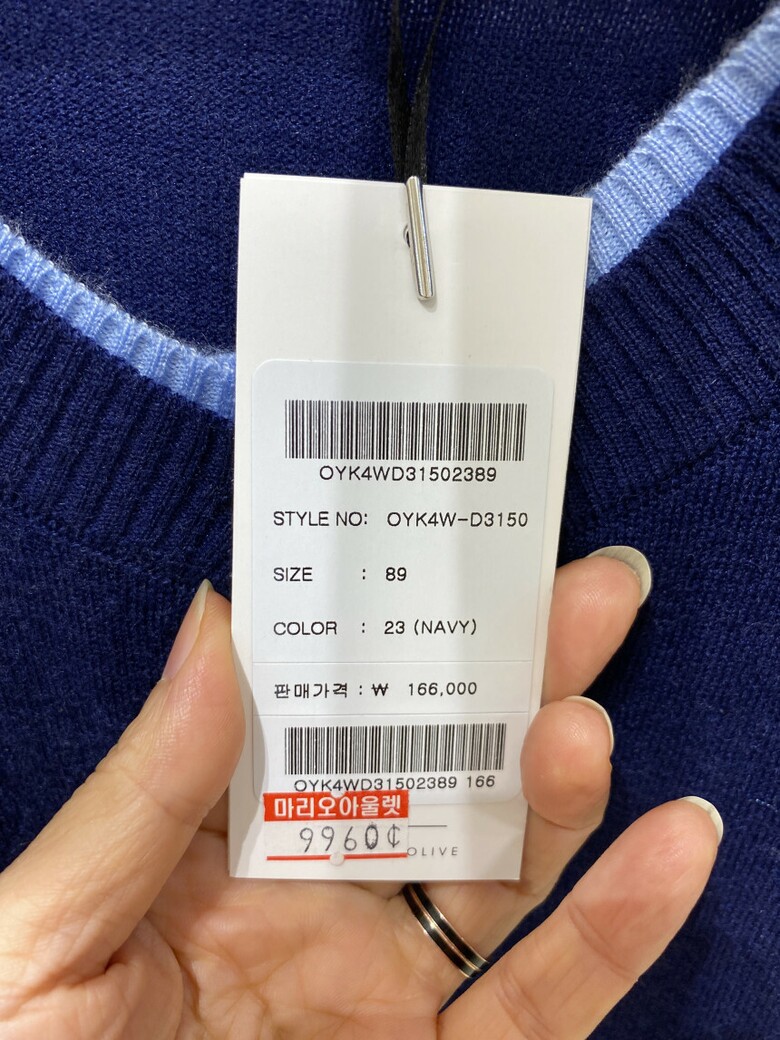 OYK4WD31502389
STYLE NO: OYK4W-D3150
SIZE : 89
COLOR : 23 (NAVY)
판매가격 : ₩ 166,000
OYK4WD31502389 166
마리오아울렛
9960¢
OLIVE